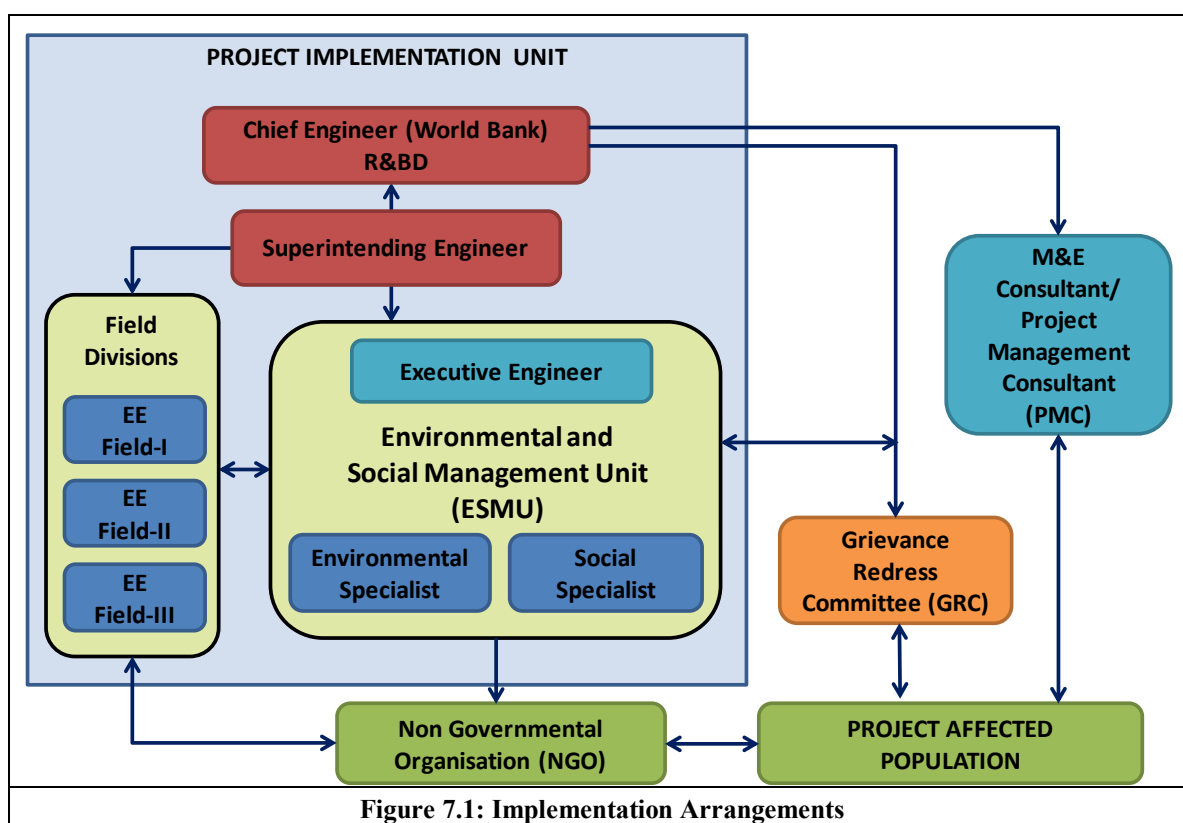 PROJECT IMPLEMENTATION UNIT
Chief Engineer (World Bank)
R&BD
Superintending Engineer
Field
Divisions
EE
Field-I
EE
Field-II
EE
Field-III
Executive Engineer
Environmental and
Social Management Unit
(ESMU)
Environmental
Specialist
Social
Specialist
M&E
Consultant/
Project
Management
Consultant
(PMC)
Grievance
Redress
Committee (GRC)
Non Governmental
Organisation (NGO)
PROJECT AFFECTED
POPULATION
Figure 7.1: Implementation Arrangements